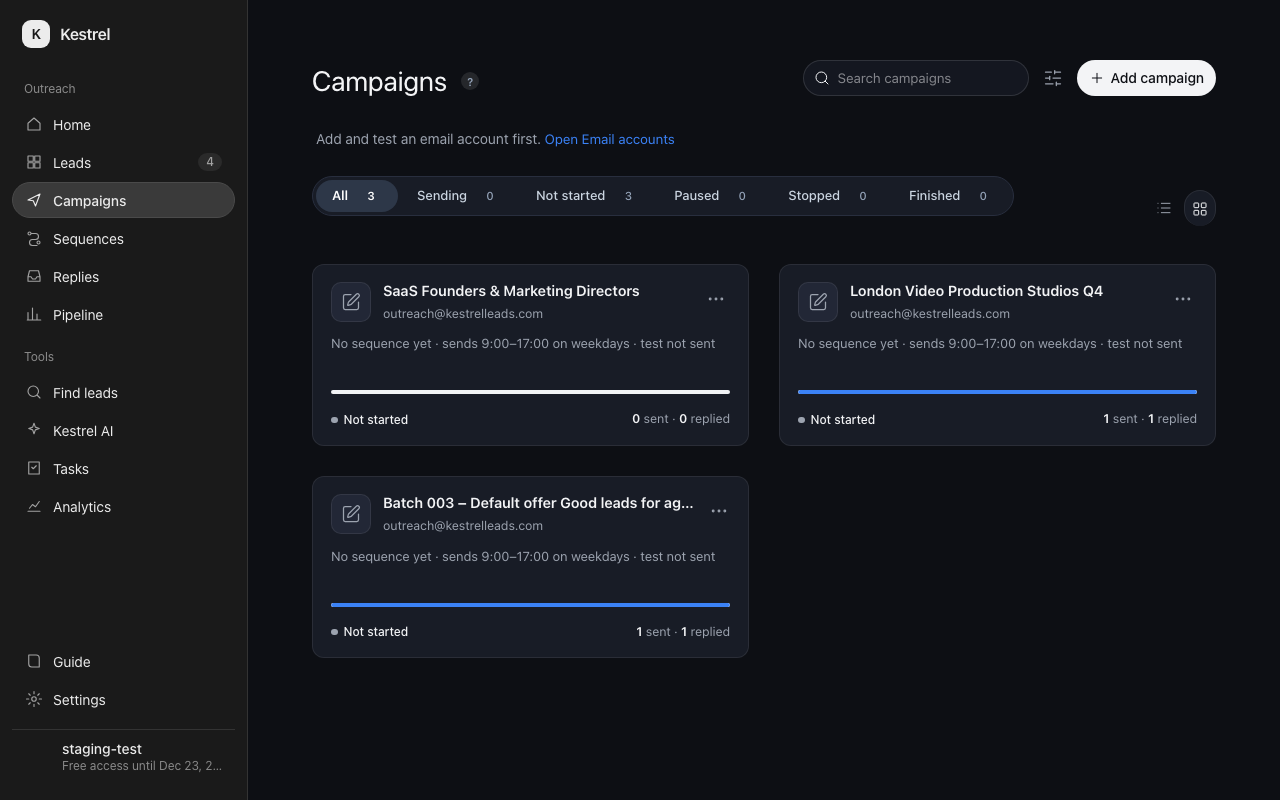 K Kestrel
Outreach
Home
Leads 4
Campaigns
Sequences
Replies
Pipeline
Tools
Find leads
Kestrel AI
Tasks
Analytics
Guide
Settings
staging-test
Free access until Dec 23, 2...
Campaigns ?
Search campaigns
Add campaign
Add and test an email account first. Open Email accounts
All 3 Sending 0 Not started 3 Paused 0 Stopped 0 Finished 0
SaaS Founders & Marketing Directors
outreach@kestrelleads.com
No sequence yet · sends 9:00–17:00 on weekdays · test not sent
Not started 0 sent · 0 replied
London Video Production Studios Q4
outreach@kestrelleads.com
No sequence yet · sends 9:00–17:00 on weekdays · test not sent
Not started 1 sent · 1 replied
Batch 003 – Default offer Good leads for ag...
outreach@kestrelleads.com
No sequence yet · sends 9:00–17:00 on weekdays · test not sent
Not started 1 sent · 1 replied